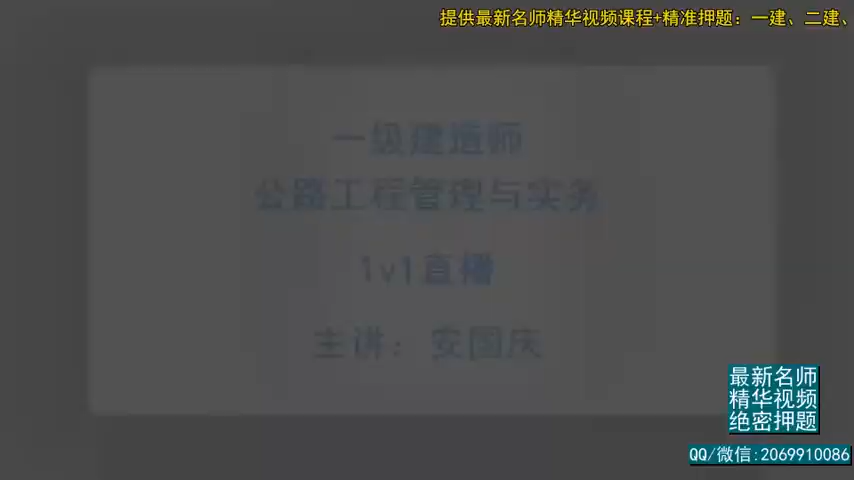 提供最新名师精华视频课程+精准押题：一建、二建、
一级建造师
公路工程管理与实务
1v1直播
主讲：安国庆
最新名师
精华视频
绝密押题
QQ/微信:2069910086